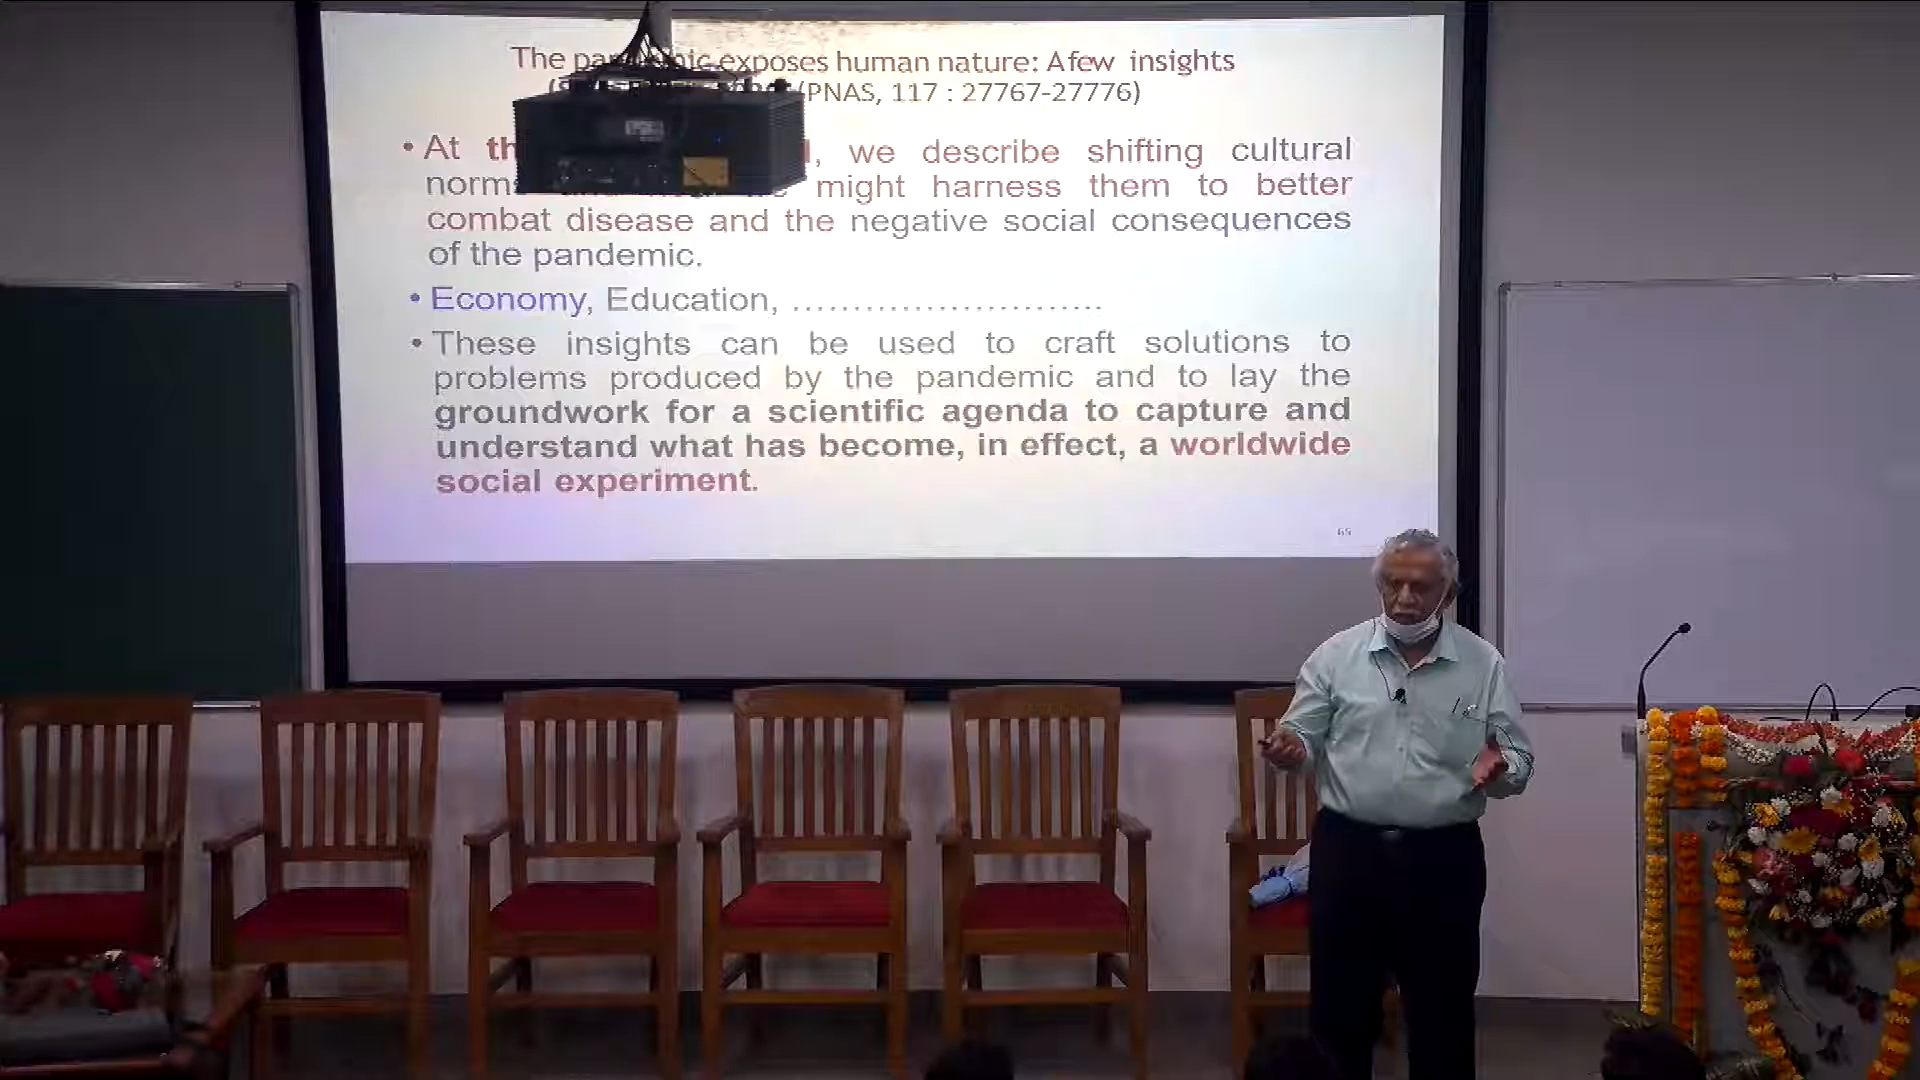 The pandemic exposes human nature: A few insights
(PNAS, 117 : 27767-27776)
• At , we describe shifting cultural
norms might harness them to better
combat disease and the negative social consequences
of the pandemic.
• Economy, Education, ..............................
• These insights can be used to craft solutions to
problems produced by the pandemic and to lay the
groundwork for a scientific agenda to capture and
understand what has become, in effect, a worldwide
social experiment.
65